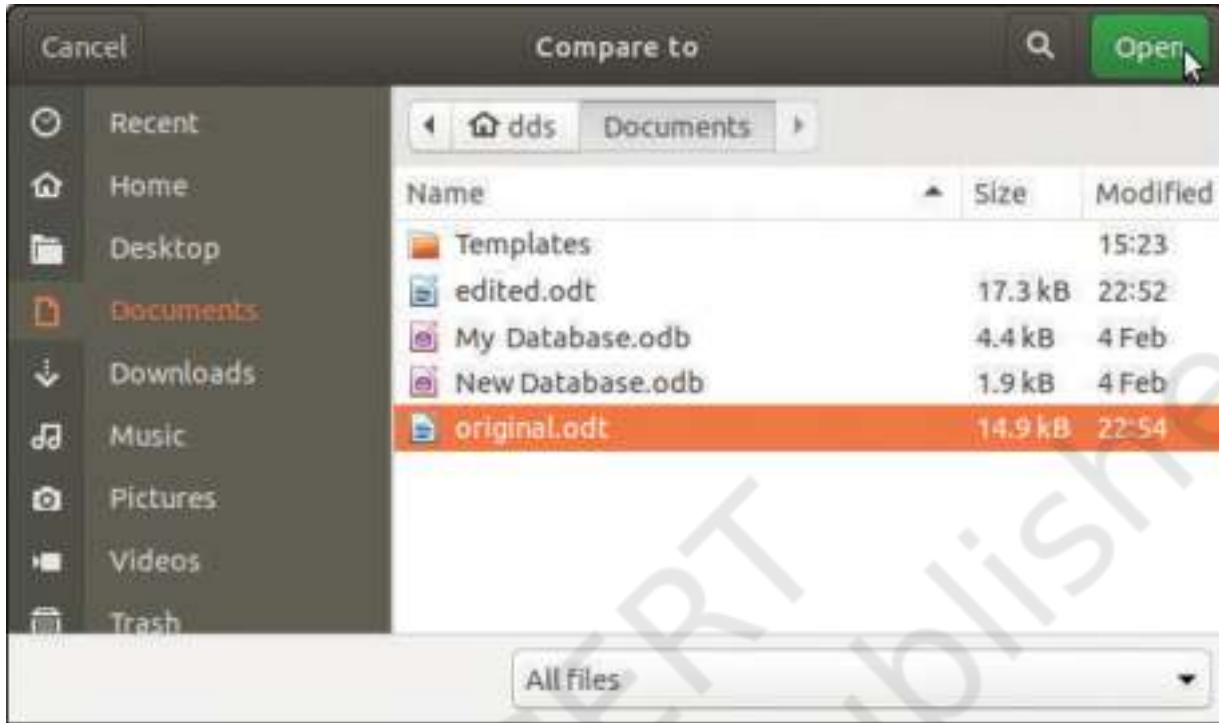 Cancel Compare to Open
Recent
Home
Desktop
Documents
Downloads
Music
Pictures
Videos
Trash
dds Documents
Name Size Modified
Templates 15:23
edited.odt 17.3 kB 22:52
My Database.odb 4.4 kB 4 Feb
New Database.odb 1.9 kB 4 Feb
original.odt 14.9 kB 22:54
All files